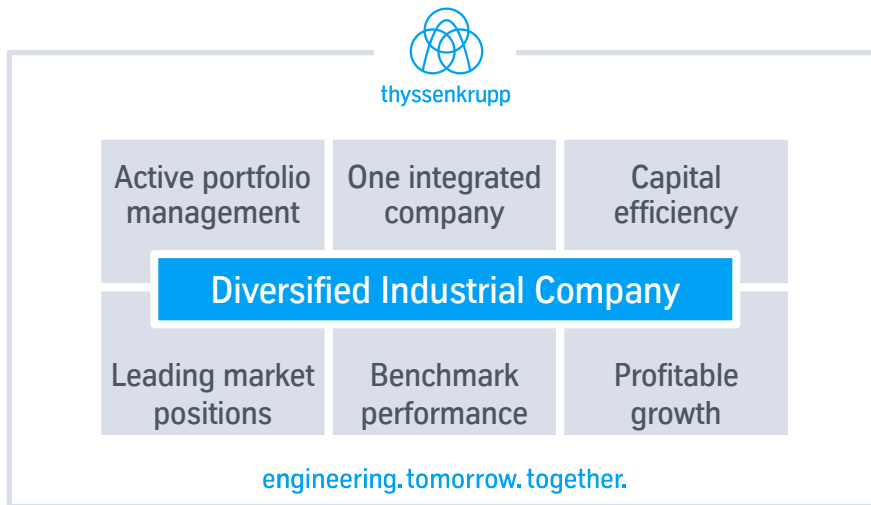 thyssenkrupp
Active portfolio
management
One integrated
company
Capital
efficiency
Diversified Industrial Company
Leading market
positions
Benchmark
performance
Profitable
growth
engineering. tomorrow. together.